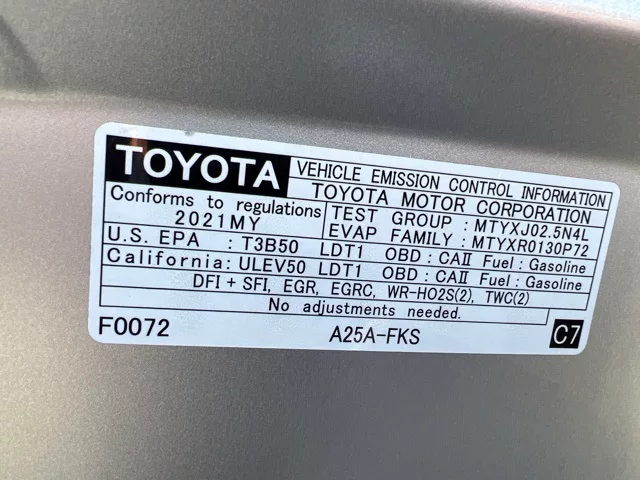 TOYOTA VEHICLE EMISSION CONTROL INFORMATION
TOYOTA MOTOR CORPORATION
Conforms to regulations TEST GROUP : MTYXJ02.5N4L
2021MY EVAP FAMILY : MTYXR0130P72
U.S. EPA : T3B50 LDT1 OBD : CAII Fuel : Gasoline
California: ULEV50 LDT1 OBD : CAII Fuel : Gasoline
DFI + SFI, EGR, EGRC, WR-HO2S(2), TWC(2)
No adjustments needed.
F0072 A25A-FKS C7